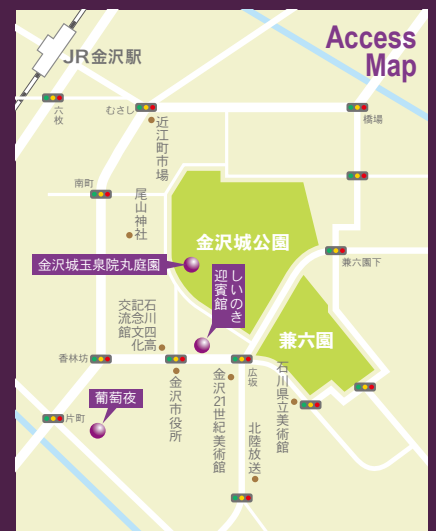 Access
Map
JR金沢駅
六枚
むさし
橋場
近江町市場
南町
尾山神社
金沢城公園
兼六園下
金沢城玉泉院丸庭園
しいのき
迎賓館
石川四高
記念文化
交流館
兼六園
香林坊
広坂
石川県立美術館
葡萄夜
金沢市役所
金沢21世紀美術館
片町
北陸放送